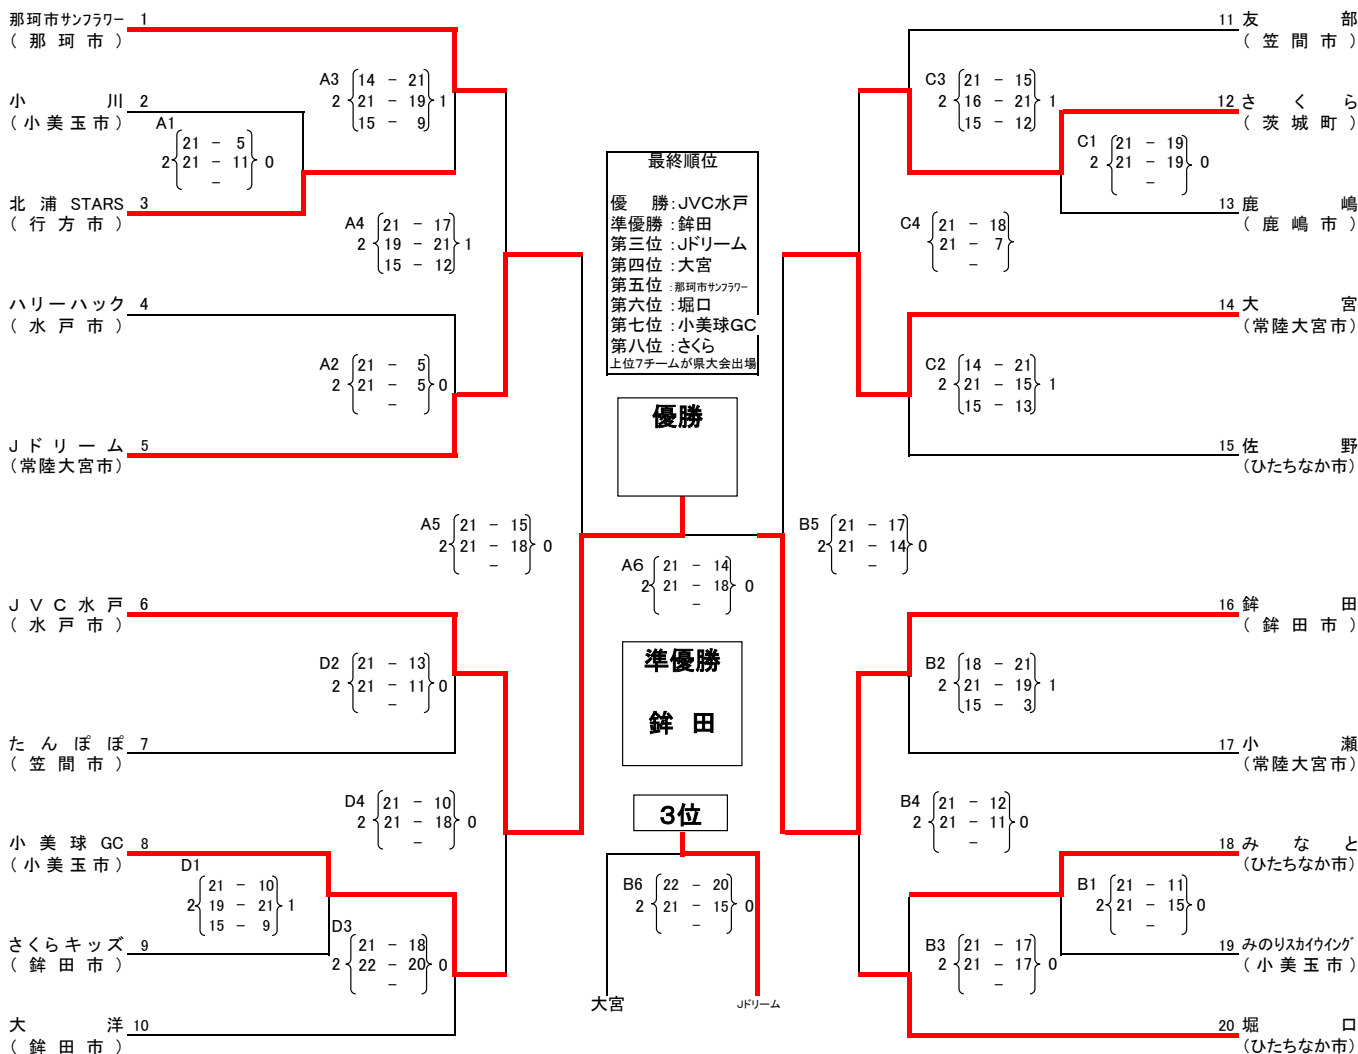 那珂市サンフラワー 1
(那珂市)
小川 2
(小美玉市)
北浦 STARS 3
(行方市)
ハリーハック 4
(水戸市)
Jドリーム 5
(常陸大宮市)
JVC水戸 6
(水戸市)
たんぽぽ 7
(笠間市)
小美球 GC 8
(小美玉市)
さくらキッズ 9
(鉾田市)
大洋 10
(鉾田市)
A1
21 - 5
2 21 - 11 0
-
A3 14 - 21
2 21 - 19 1
15 - 9
A4 21 - 17
2 19 - 21 1
15 - 12
A2 21 - 5
2 21 - 5 0
-
A5 21 - 15
2 21 - 18 0
-
D2 21 - 13
2 21 - 11 0
-
D4 21 - 10
2 21 - 18 0
-
D1
21 - 10
2 19 - 21 1
15 - 9
D3
21 - 18
2 22 - 20 0
-
最終順位
優勝:JVC水戸
準優勝:鉾田
第三位:Jドリーム
第四位:大宮
第五位:那珂市サンフラワー
第六位:堀口
第七位:小美球GC
第八位:さくら
上位7チームが県大会出場
優勝
A6 21 - 14
2 21 - 18 0
-
準優勝
鉾田
3位
B6 22 - 20
2 21 - 15 0
-
大宮
Jドリーム
C3 21 - 15
2 16 - 21 1
15 - 12
C1 21 - 19
2 21 - 19 0
-
C4 21 - 18
21 - 7
-
C2 14 - 21
2 21 - 15 1
15 - 13
B5 21 - 17
2 21 - 14 0
-
B2 18 - 21
2 21 - 19 1
15 - 3
B4 21 - 12
2 21 - 11 0
-
B1 21 - 11
2 21 - 15 0
-
B3 21 - 17
2 21 - 17 0
-
11 友部
(笠間市)
12 さくら
(茨城町)
13 鹿嶋
(鹿嶋市)
14 大宮
(常陸大宮市)
15 佐野
(ひたちなか市)
16 鉾田
(鉾田市)
17 小瀬
(常陸大宮市)
18 みなと
(ひたちなか市)
19 みのりスカイウイング
(小美玉市)
20 堀口
(ひたちなか市)